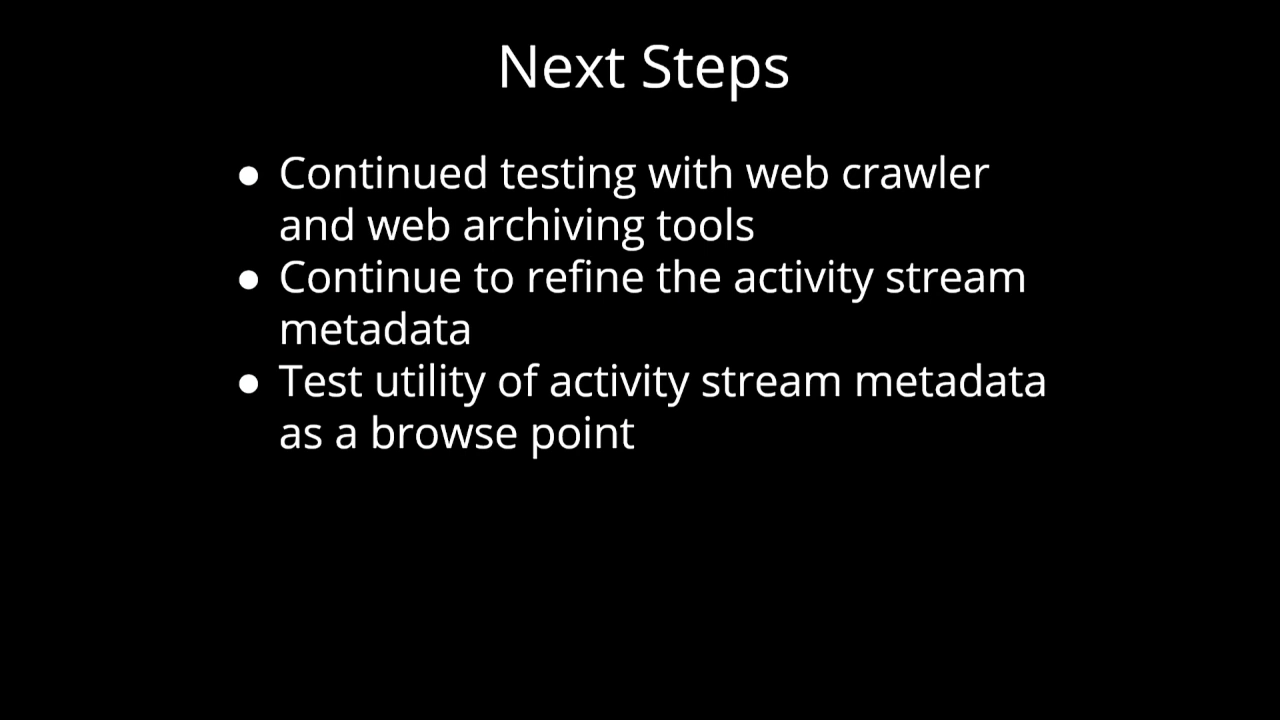 Next Steps
● Continued testing with web crawler
and web archiving tools
● Continue to refine the activity stream
metadata
● Test utility of activity stream metadata
as a browse point